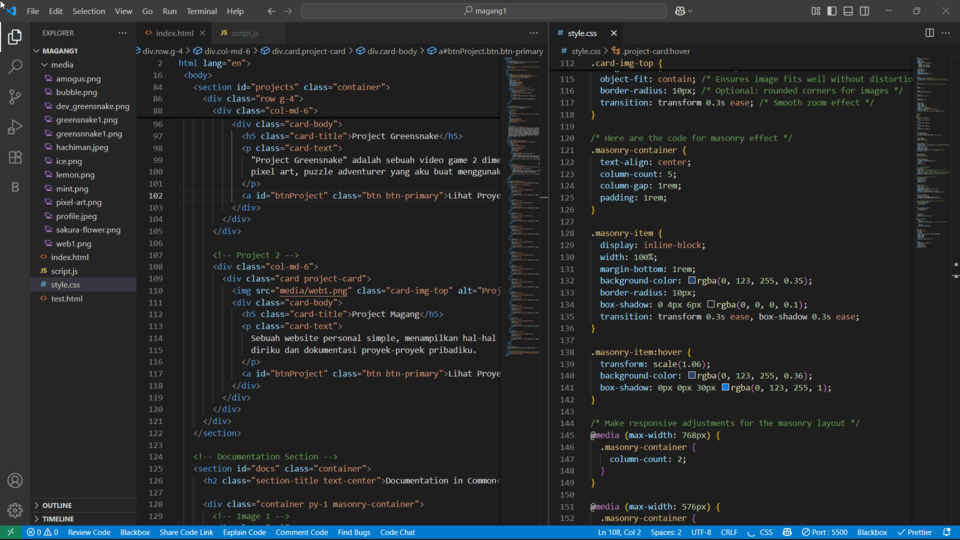 File Edit Selection View Go Run Terminal Help
magang1
EXPLORER
MAGANG1
media
amogus.png
bubble.png
dev_greensnake.png
greensnake1.png
greensnnake1.png
hachiman.jpeg
ice.png
lemon.png
mint.png
pixel-art.png
profile.jpeg
sakura-flower.png
web1.png
index.html
JS script.js
style.css
test.html
OUTLINE
TIMELINE
index.html
JS script.js
div.row.g-4 > div.col-md-6 > div.card.project-card > div.card-body > a#btnProject.btn.btn-primary
2 html lang="en">
16 <body>
84 <section id="projects" class="container">
86 <div class="row g-4">
88 <div class="col-md-6">
96 <div class="card-body">
97 <h5 class="card-title">Project Greensnake</h5>
98 <p class="card-text">
99 "Project Greensnake" adalah sebuah video game 2 dime
100 pixel art, puzzle adventurer yang aku buat menggunak
101 </p>
102 <a id="btnProject" class="btn btn-primary">Lihat Proye
103 </div>
104 </div>
105 </div>
106
107 <!-- Project 2 -->
108 <div class="col-md-6">
109 <div class="card project-card">
110 <img src="media/web1.png" class="card-img-top" alt="Proj
111 <div class="card-body">
112 <h5 class="card-title">Project Magang</h5>
113 <p class="card-text">
114 Sebuah website personal simple, menampilkan hal-hal
115 diriku dan dokumentasi proyek-proyek pribadiku.
116 </p>
117 <a id="btnProject" class="btn btn-primary">Lihat Proye
118 </div>
119 </div>
120 </div>
121 </div>
122 </section>
123
124 <!-- Documentation Section -->
125 <section id="docs" class="container">
126 <h2 class="section-title text-center">Documentation in Common<
127
128 <div class="container py-1 masonry-container">
129 <!-- Image 1 -->
style.css
style.css > .project-card:hover
112 .card-img-top {
115 object-fit: contain; /* Ensures image fits well without distortio
116 border-radius: 10px; /* Optional: rounded corners for images */
117 transition: transform 0.3s ease; /* Smooth zoom effect */
118 }
119
120 /* Here are the code for masonry effect */
121 .masonry-container {
122 text-align: center;
123 column-count: 5;
124 column-gap: 1rem;
125 padding: 1rem;
126 }
127
128 .masonry-item {
129 display: inline-block;
130 width: 100%;
131 margin-bottom: 1rem;
132 background-color: rgba(0, 123, 255, 0.35);
133 border-radius: 10px;
134 box-shadow: 0 4px 6px rgba(0, 0, 0, 0.1);
135 transition: transform 0.3s ease, box-shadow 0.3s ease;
136 }
137
138 .masonry-item:hover {
139 transform: scale(1.06);
140 background-color: rgba(0, 123, 255, 0.36);
141 box-shadow: 0px 0px 30px rgba(0, 123, 255, 1);
142 }
143
144 /* Make responsive adjustments for the masonry layout */
145 @media (max-width: 768px) {
146 .masonry-container {
147 column-count: 2;
148 }
149 }
150
151 @media (max-width: 576px) {
152 .masonry-container {
0 0 Review Code Blackbox Share Code Link Explain Code Comment Code Find Bugs Code Chat Ln 108, Col 2 Spaces: 2 UTF-8 CRLF CSS Port : 5500 Blackbox Prettier